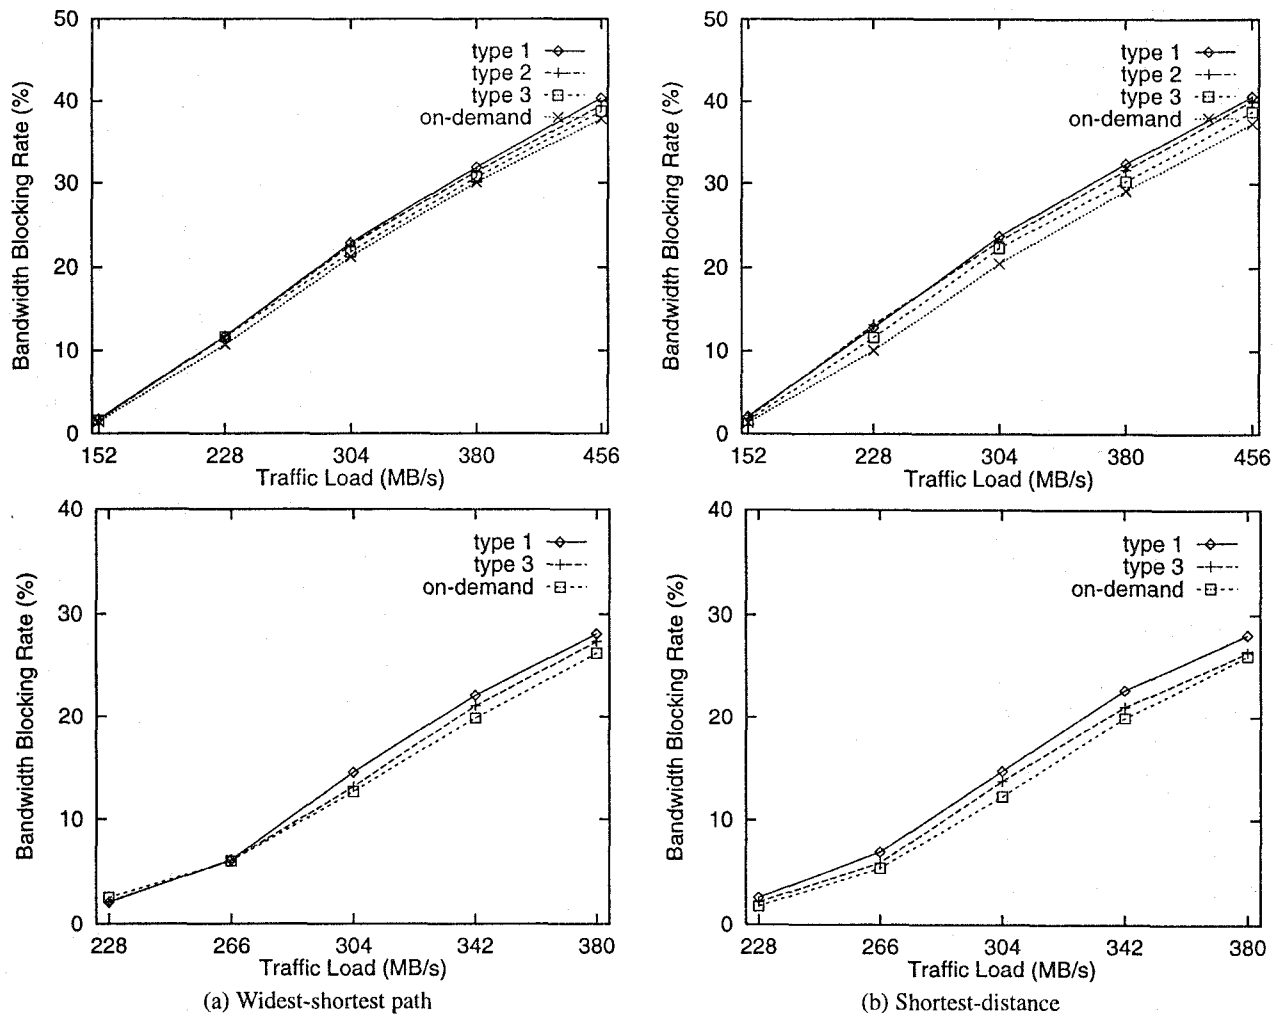 50
40
30
20
10
0
Bandwidth Blocking Rate (%)
type 1
type 2
type 3
on-demand
152 228 304 380 456
Traffic Load (MB/s)
50
40
30
20
10
0
Bandwidth Blocking Rate (%)
type 1
type 2
type 3
on-demand
152 228 304 380 456
Traffic Load (MB/s)
40
30
20
10
0
Bandwidth Blocking Rate (%)
type 1
type 3
on-demand
228 266 304 342 380
Traffic Load (MB/s)
(a) Widest-shortest path
40
30
20
10
0
Bandwidth Blocking Rate (%)
type 1
type 3
on-demand
228 266 304 342 380
Traffic Load (MB/s)
(b) Shortest-distance